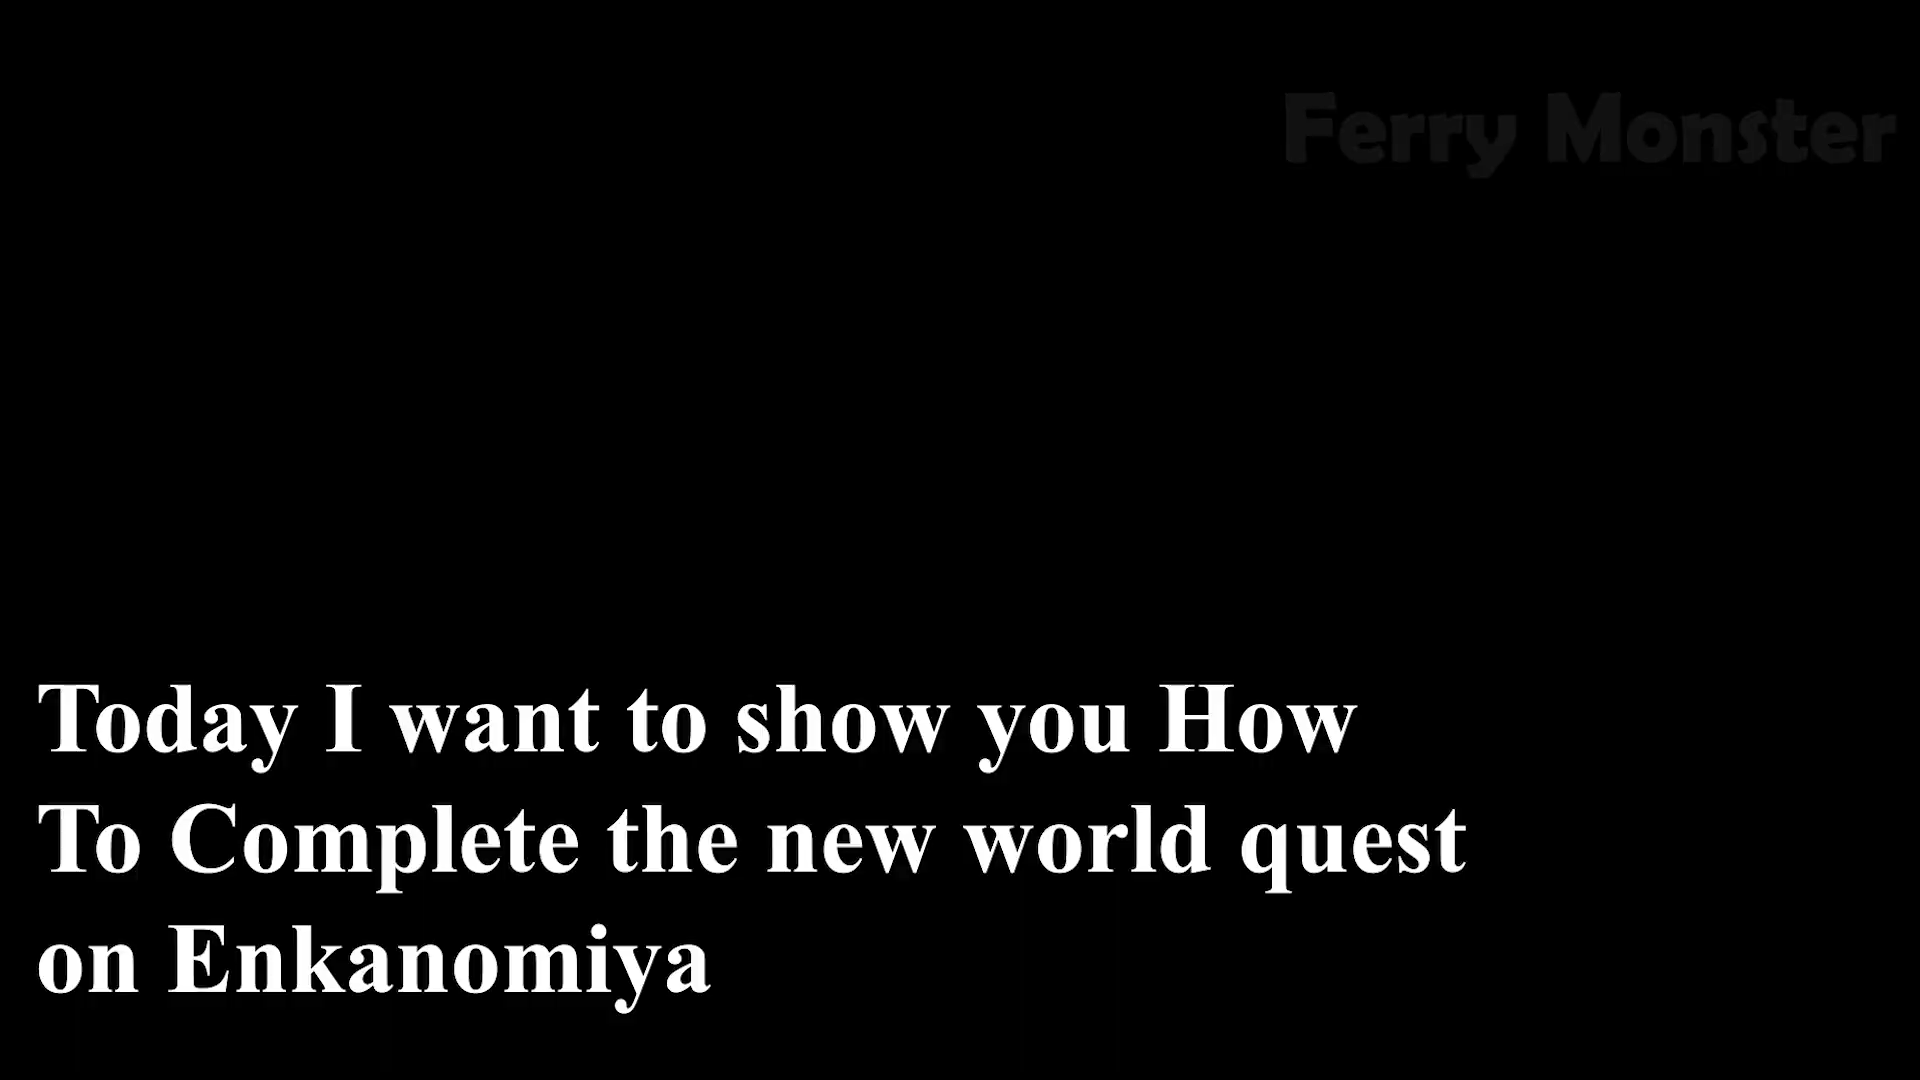 Ferry Monster
Today I want to show you How
To Complete the new world quest
on Enkanomiya